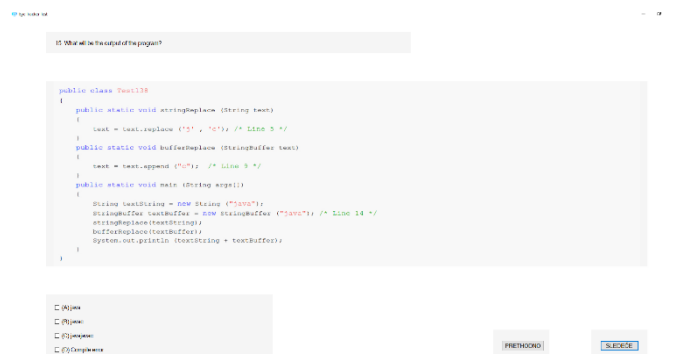 What will be the output of the program?
public class Test138
{
public static void stringReplace (String text)
{
text = text.replace ('j' , 'c'); /* Line 5 */
}
public static void bufferReplace (StringBuffer text)
{
text = text.append ("c"); /* Line 9 */
}
public static void main (String args[])
{
String textString = new String ("java");
StringBuffer textBuffer = new StringBuffer ("java"); /* Line 14 */
stringReplace(textString);
bufferReplace(textBuffer);
System.out.println (textString + textBuffer);
}
}
(A) java
(B) javac
(C) javajavac
(D) Compile error
PRETHODNO
SLEDEĆE